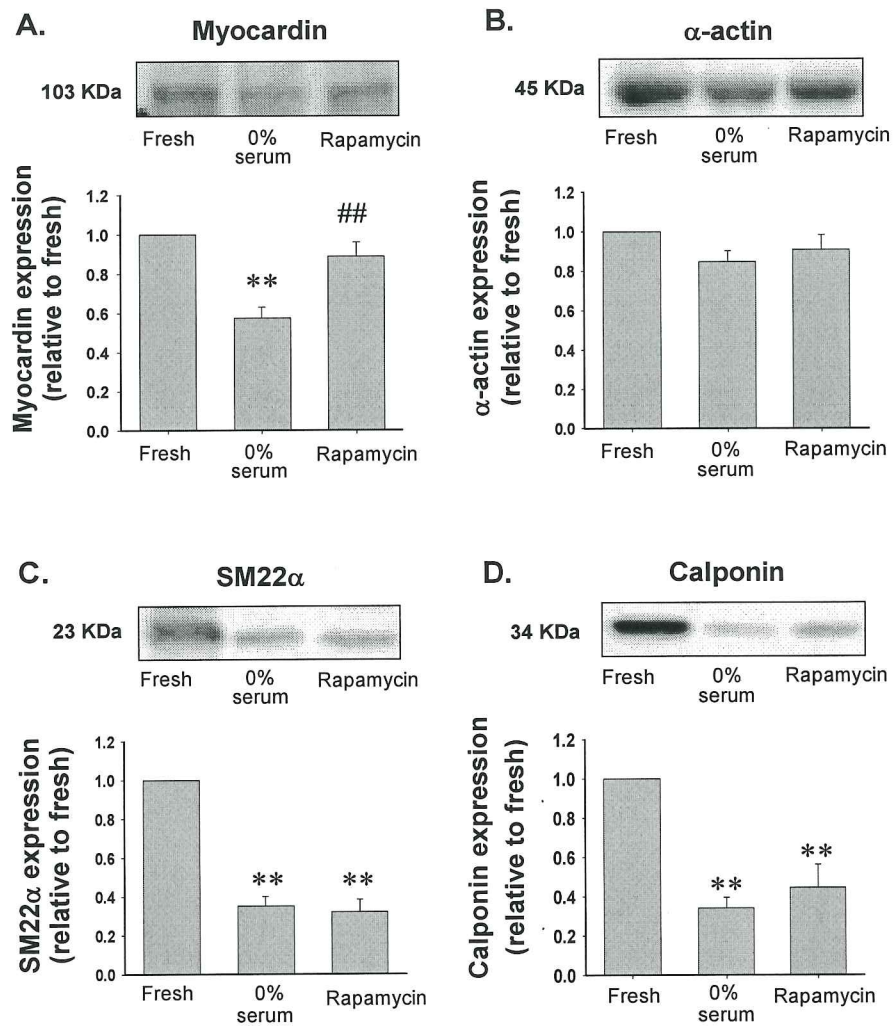 A.
Myocardin
103 KDa
Fresh
0%
serum
Rapamycin
Myocardin expression
(relative to fresh)
1.2
1.0
0.8
0.6
0.4
0.2
0.0
**
##
Fresh
0%
serum
Rapamycin
B.
α-actin
45 KDa
Fresh
0%
serum
Rapamycin
α-actin expression
(relative to fresh)
1.2
1.0
0.8
0.6
0.4
0.2
0.0
Fresh
0%
serum
Rapamycin
C.
SM22α
23 KDa
Fresh
0%
serum
Rapamycin
SM22α expression
(relative to fresh)
1.2
1.0
0.8
0.6
0.4
0.2
0.0
**
**
Fresh
0%
serum
Rapamycin
D.
Calponin
34 KDa
Fresh
0%
serum
Rapamycin
Calponin expression
(relative to fresh)
1.2
1.0
0.8
0.6
0.4
0.2
0.0
**
**
Fresh
0%
serum
Rapamycin